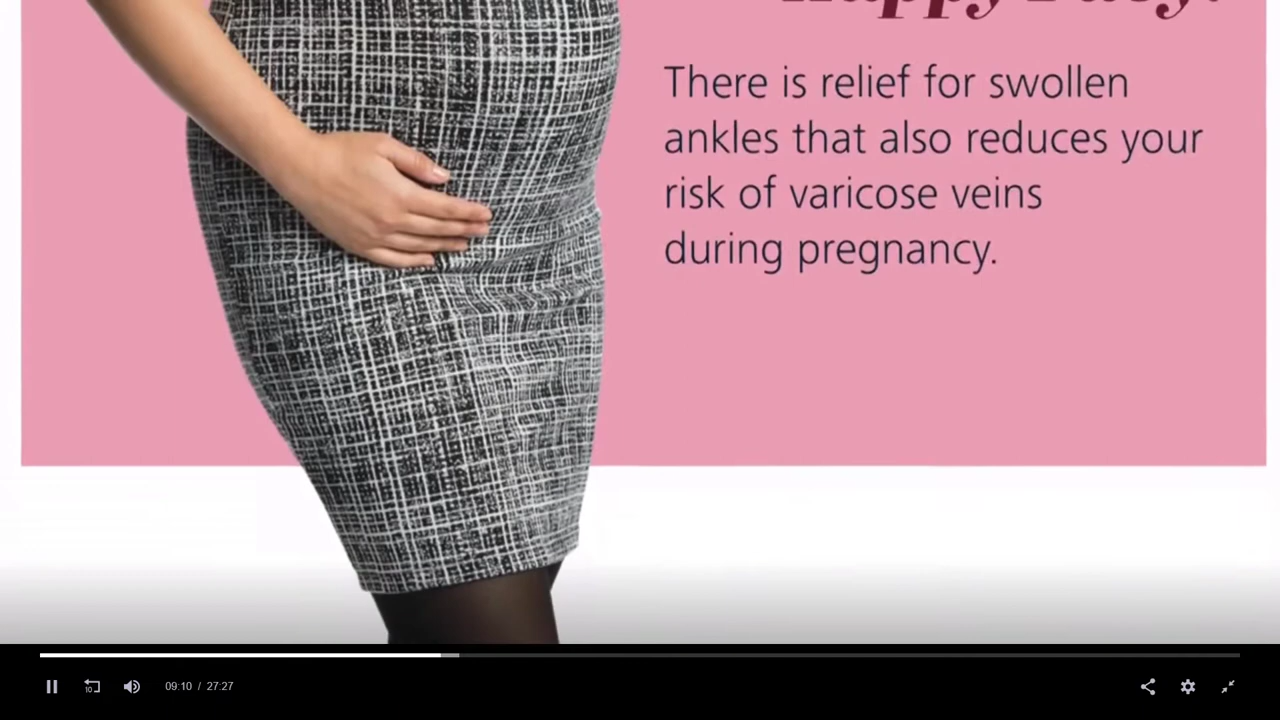 There is relief for swollen
ankles that also reduces your
risk of varicose veins
during pregnancy.
10
09:10 / 27:27